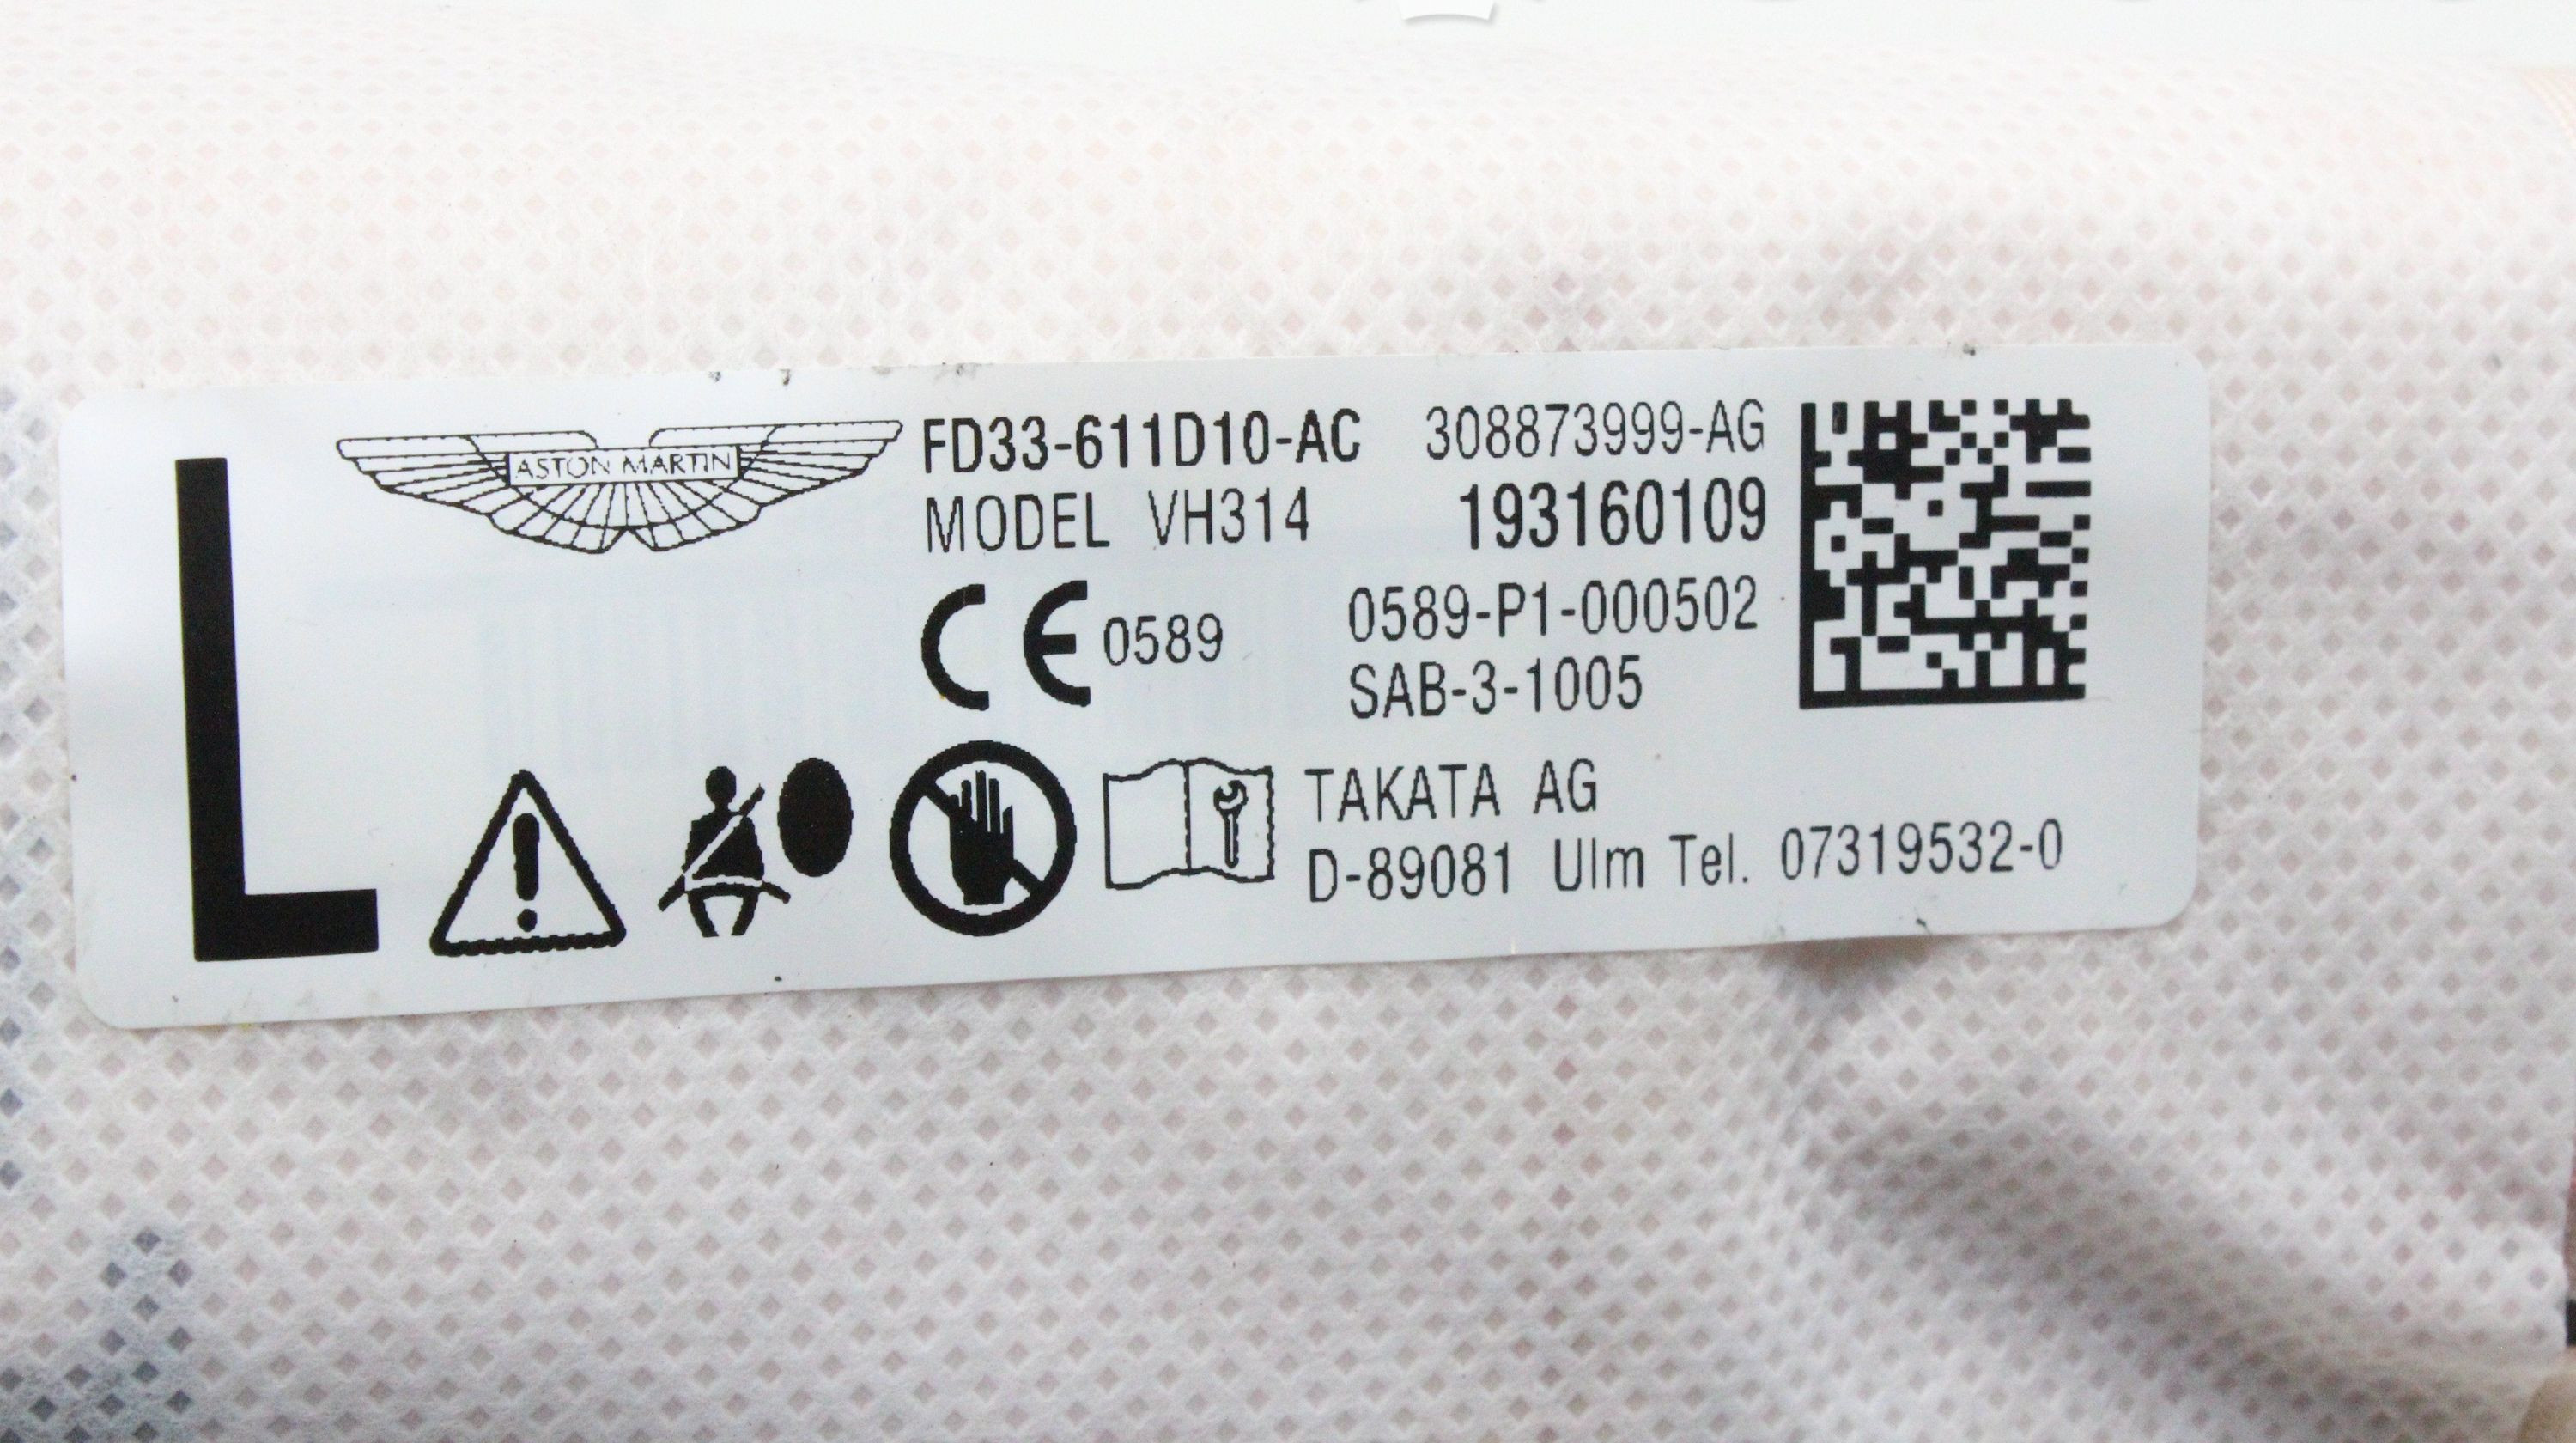 L
ASTON MARTIN
FD33-611D10-AC 308873999-AG
MODEL VH314 193160109
CE 0589 0589-P1-000502
SAB-3-1005
TAKATA AG
D-89081 Ulm Tel. 07319532-0